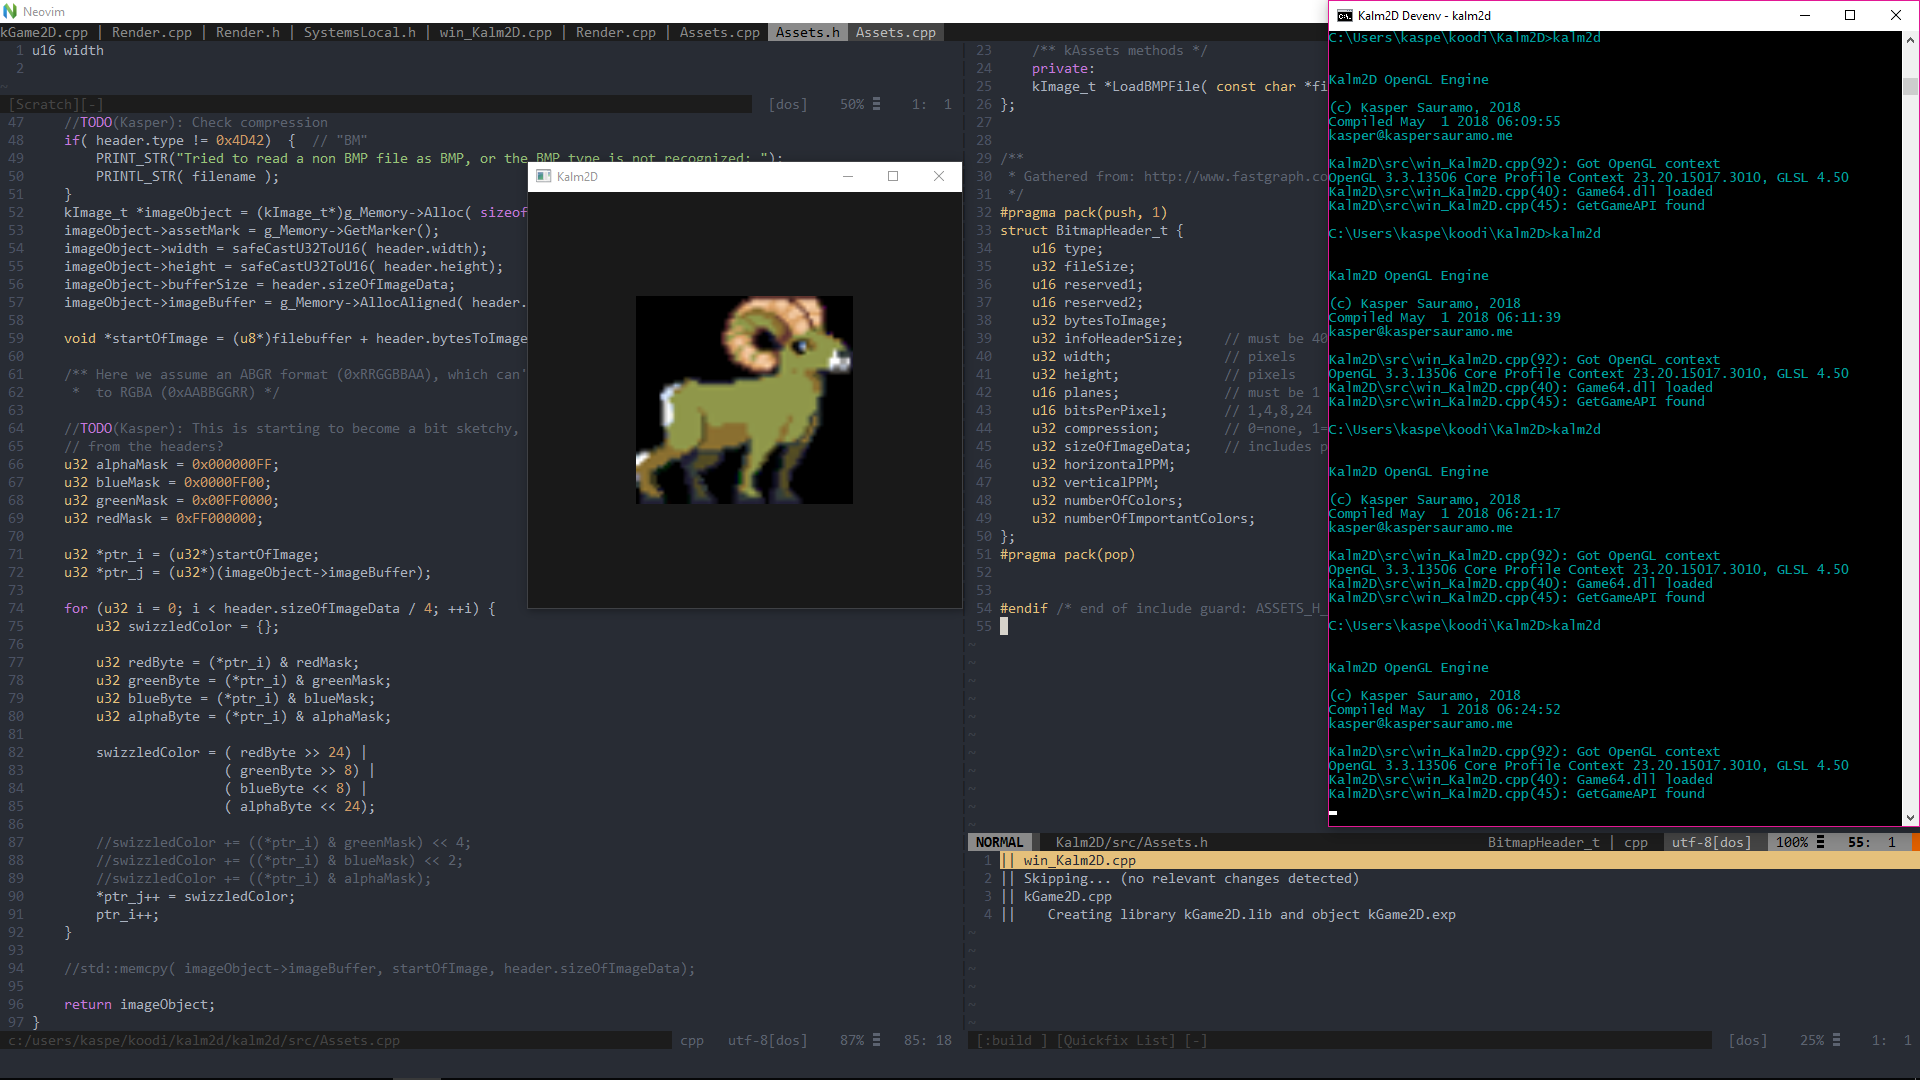 Neovim
kGame2D.cpp | Render.cpp | Render.h | SystemsLocal.h | win_Kalm2D.cpp | Render.cpp | Assets.cpp | Assets.h Assets.cpp
1 u16 width
2
~
[Scratch][-] [dos] 50% ☰ 1: 1
47 //TODO(Kasper): Check compression
48 if( header.type != 0x4D42) { // "BM"
49 PRINT_STR("Tried to read a non BMP file as BMP, or the BMP type is not recognized: ");
50 PRINTL_STR( filename );
51 }
52 kImage_t *imageObject = (kImage_t*)g_Memory->Alloc( sizeof
53 imageObject->assetMark = g_Memory->GetMarker();
54 imageObject->width = safeCastU32ToU16( header.width);
55 imageObject->height = safeCastU32ToU16( header.height);
56 imageObject->bufferSize = header.sizeOfImageData;
57 imageObject->imageBuffer = g_Memory->AllocAligned( header.
58
59 void *startOfImage = (u8*)filebuffer + header.bytesToImage
60
61 /** Here we assume an ABGR format (0xRRGGBBAA), which can'
62 * to RGBA (0xAABBGGRR) */
63
64 //TODO(Kasper): This is starting to become a bit sketchy,
65 // from the headers?
66 u32 alphaMask = 0x000000FF;
67 u32 blueMask = 0x0000FF00;
68 u32 greenMask = 0x00FF0000;
69 u32 redMask = 0xFF000000;
70
71 u32 *ptr_i = (u32*)startOfImage;
72 u32 *ptr_j = (u32*)(imageObject->imageBuffer);
73
74 for (u32 i = 0; i < header.sizeOfImageData / 4; ++i) {
75 u32 swizzledColor = {};
76
77 u32 redByte = (*ptr_i) & redMask;
78 u32 greenByte = (*ptr_i) & greenMask;
79 u32 blueByte = (*ptr_i) & blueMask;
80 u32 alphaByte = (*ptr_i) & alphaMask;
81
82 swizzledColor = ( redByte >> 24) |
83 ( greenByte >> 8) |
84 ( blueByte << 8) |
85 ( alphaByte << 24);
86
87 //swizzledColor += ((*ptr_i) & greenMask) << 4;
88 //swizzledColor += ((*ptr_i) & blueMask) << 2;
89 //swizzledColor += ((*ptr_i) & alphaMask);
90 *ptr_j++ = swizzledColor;
91 ptr_i++;
92 }
93
94 //std::memcpy( imageObject->imageBuffer, startOfImage, header.sizeOfImageData);
95
96 return imageObject;
97 }
c:/users/kaspe/koodi/kalm2d/kalm2d/src/Assets.cpp cpp utf-8[dos] 87% ☰ 85: 18
Kalm2D
23 /** kAssets methods */
24 private:
25 kImage_t *LoadBMPFile( const char *fi
26 };
27
28
29 /**
30 * Gathered from: http://www.fastgraph.co
31 */
32 #pragma pack(push, 1)
33 struct BitmapHeader_t {
34 u16 type;
35 u32 fileSize;
36 u16 reserved1;
37 u16 reserved2;
38 u32 bytesToImage;
39 u32 infoHeaderSize; // must be 40
40 u32 width; // pixels
41 u32 height; // pixels
42 u16 planes; // must be 1
43 u16 bitsPerPixel; // 1,4,8,24
44 u32 compression; // 0=none, 1=
45 u32 sizeOfImageData; // includes p
46 u32 horizontalPPM;
47 u32 verticalPPM;
48 u32 numberOfColors;
49 u32 numberOfImportantColors;
50 };
51 #pragma pack(pop)
52
53
54 #endif /* end of include guard: ASSETS_H_
55
NORMAL Kalm2D/src/Assets.h BitmapHeader_t | cpp utf-8[dos] 100% ☰ 55: 1
1 || win_Kalm2D.cpp
2 || Skipping... (no relevant changes detected)
3 || kGame2D.cpp
4 || Creating library kGame2D.lib and object kGame2D.exp
[:build ] [Quickfix List] [-] [dos] 25% ☰ 1: 1
Kalm2D Devenv - kalm2d
C:\Users\kaspe\koodi\Kalm2D>kalm2d
Kalm2D OpenGL Engine
(c) Kasper Sauramo, 2018
Compiled May 1 2018 06:09:55
kasper@kaspersauramo.me
Kalm2D\src\win_Kalm2D.cpp(92): Got OpenGL context
OpenGL 3.3.13506 Core Profile Context 23.20.15017.3010, GLSL 4.50
Kalm2D\src\win_Kalm2D.cpp(40): Game64.dll loaded
Kalm2D\src\win_Kalm2D.cpp(45): GetGameAPI found
C:\Users\kaspe\koodi\Kalm2D>kalm2d
Kalm2D OpenGL Engine
(c) Kasper Sauramo, 2018
Compiled May 1 2018 06:11:39
kasper@kaspersauramo.me
Kalm2D\src\win_Kalm2D.cpp(92): Got OpenGL context
OpenGL 3.3.13506 Core Profile Context 23.20.15017.3010, GLSL 4.50
Kalm2D\src\win_Kalm2D.cpp(40): Game64.dll loaded
Kalm2D\src\win_Kalm2D.cpp(45): GetGameAPI found
C:\Users\kaspe\koodi\Kalm2D>kalm2d
Kalm2D OpenGL Engine
(c) Kasper Sauramo, 2018
Compiled May 1 2018 06:21:17
kasper@kaspersauramo.me
Kalm2D\src\win_Kalm2D.cpp(92): Got OpenGL context
OpenGL 3.3.13506 Core Profile Context 23.20.15017.3010, GLSL 4.50
Kalm2D\src\win_Kalm2D.cpp(40): Game64.dll loaded
Kalm2D\src\win_Kalm2D.cpp(45): GetGameAPI found
C:\Users\kaspe\koodi\Kalm2D>kalm2d
Kalm2D OpenGL Engine
(c) Kasper Sauramo, 2018
Compiled May 1 2018 06:24:52
kasper@kaspersauramo.me
Kalm2D\src\win_Kalm2D.cpp(92): Got OpenGL context
OpenGL 3.3.13506 Core Profile Context 23.20.15017.3010, GLSL 4.50
Kalm2D\src\win_Kalm2D.cpp(40): Game64.dll loaded
Kalm2D\src\win_Kalm2D.cpp(45): GetGameAPI found